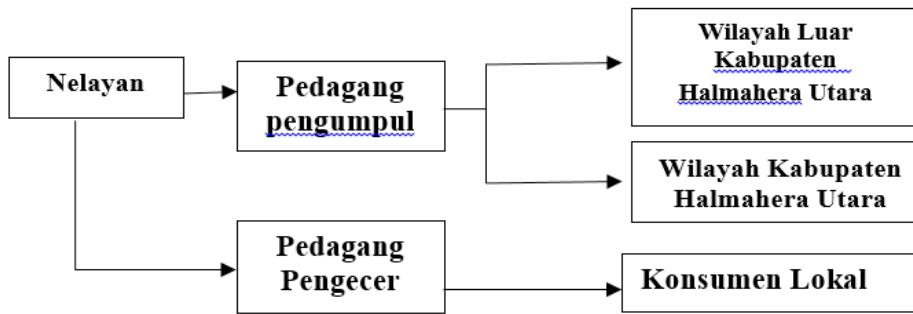 Nelayan
Pedagang
pengumpul
Wilayah Luar
Kabupaten
Halmahera Utara
Wilayah Kabupaten
Halmahera Utara
Pedagang
Pengecer
Konsumen Lokal